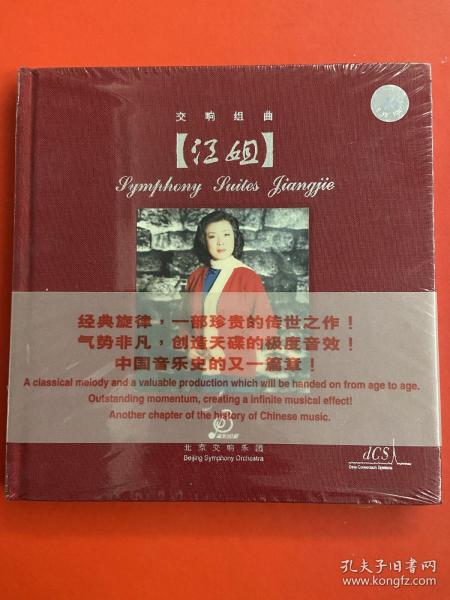 交响组曲
【江姐】
Symphony Suites Jiangjie
经典旋律，一部珍贵的传世之作！
气势非凡，创造天碟的极度音效！
中国音乐史的又一篇章！
A classical melody and a valuable production which will be handed on from age to age.
Outstanding momentum, creating a infinite musical effect!
Another chapter of the history of Chinese music.
北京交响乐团
Beijing Symphony Orchestra
dCS
Data Conversion Systems
孔夫子旧书网
www.kongfz.com